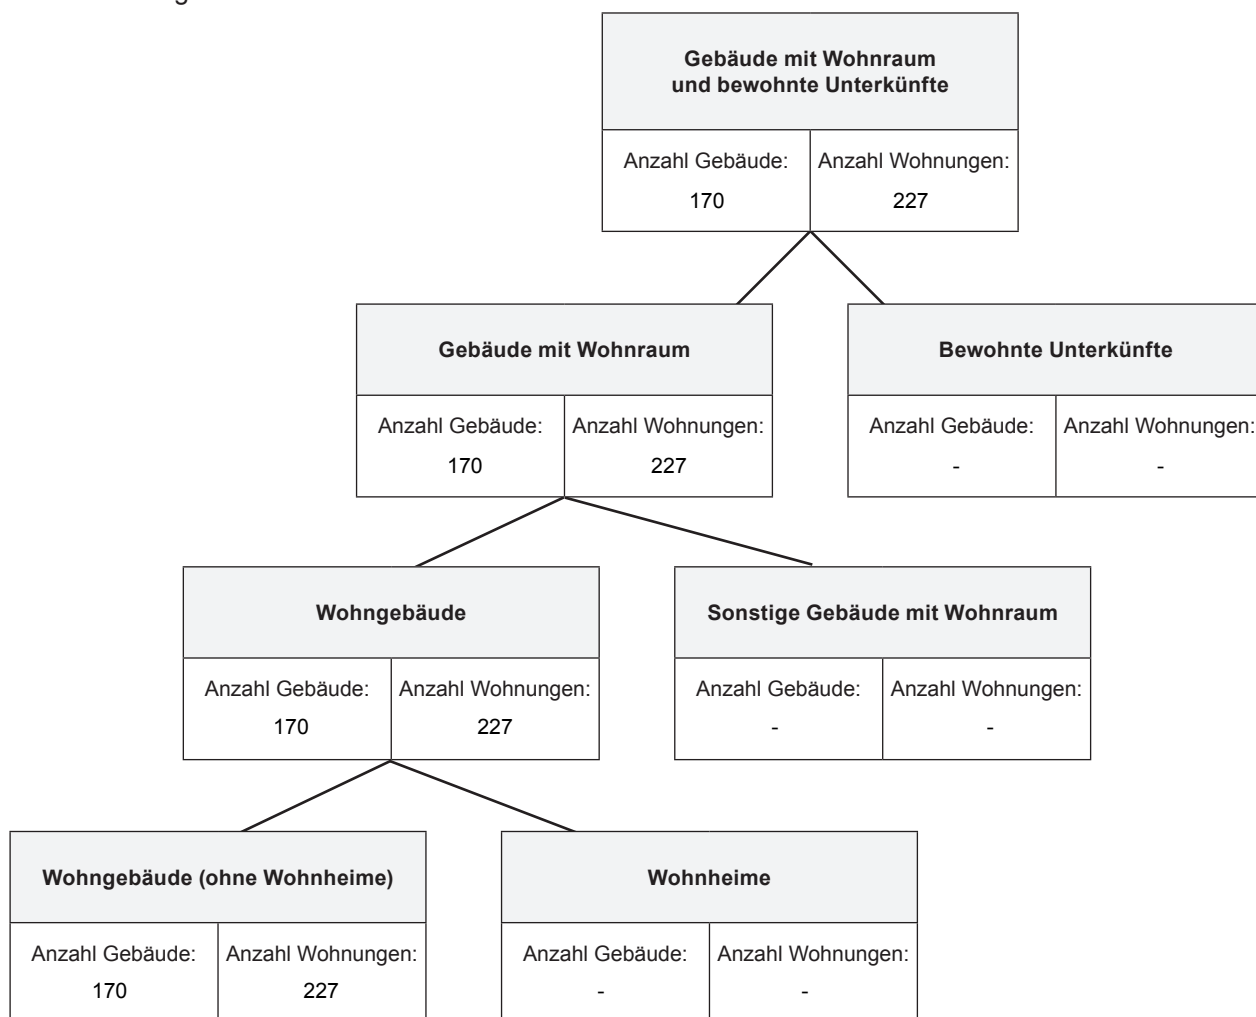 Gebäude mit Wohnraum
und bewohnte Unterkünfte
Anzahl Gebäude: Anzahl Wohnungen:
170 227
Gebäude mit Wohnraum
Bewohnte Unterkünfte
Anzahl Gebäude: Anzahl Wohnungen:
170 227
Anzahl Gebäude: Anzahl Wohnungen:
- -
Wohngebäude
Sonstige Gebäude mit Wohnraum
Anzahl Gebäude: Anzahl Wohnungen:
170 227
Anzahl Gebäude: Anzahl Wohnungen:
- -
Wohngebäude (ohne Wohnheime)
Wohnheime
Anzahl Gebäude: Anzahl Wohnungen:
170 227
Anzahl Gebäude: Anzahl Wohnungen:
- -